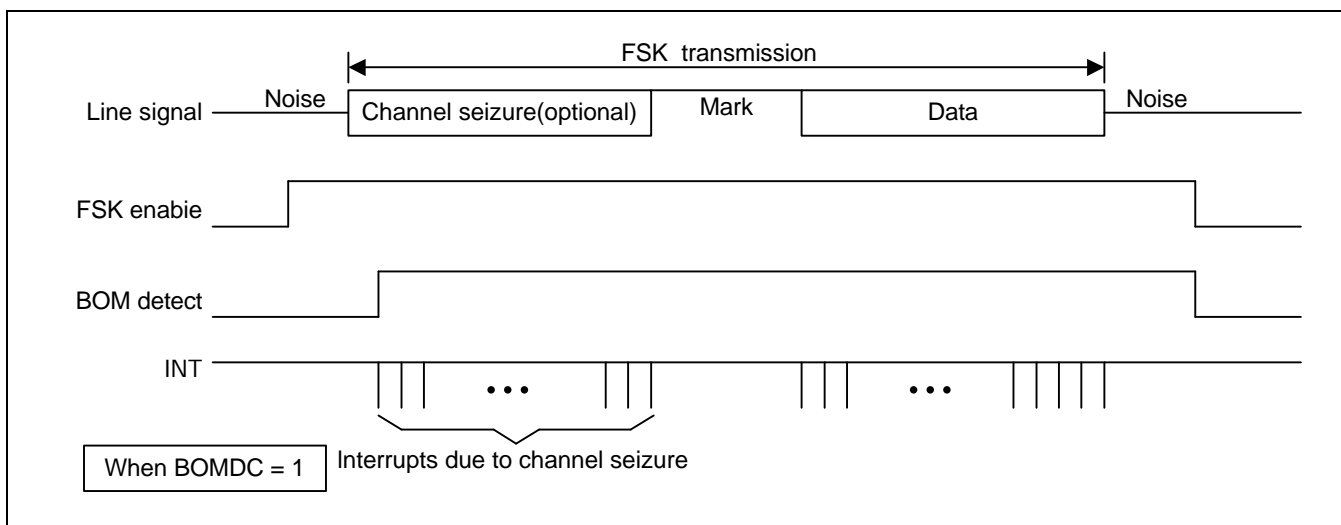 FSK transmission
Line signal
Noise
Channel seizure(optional)
Mark
Data
Noise
FSK enabie
BOM detect
INT
When BOMDC = 1
Interrupts due to channel seizure